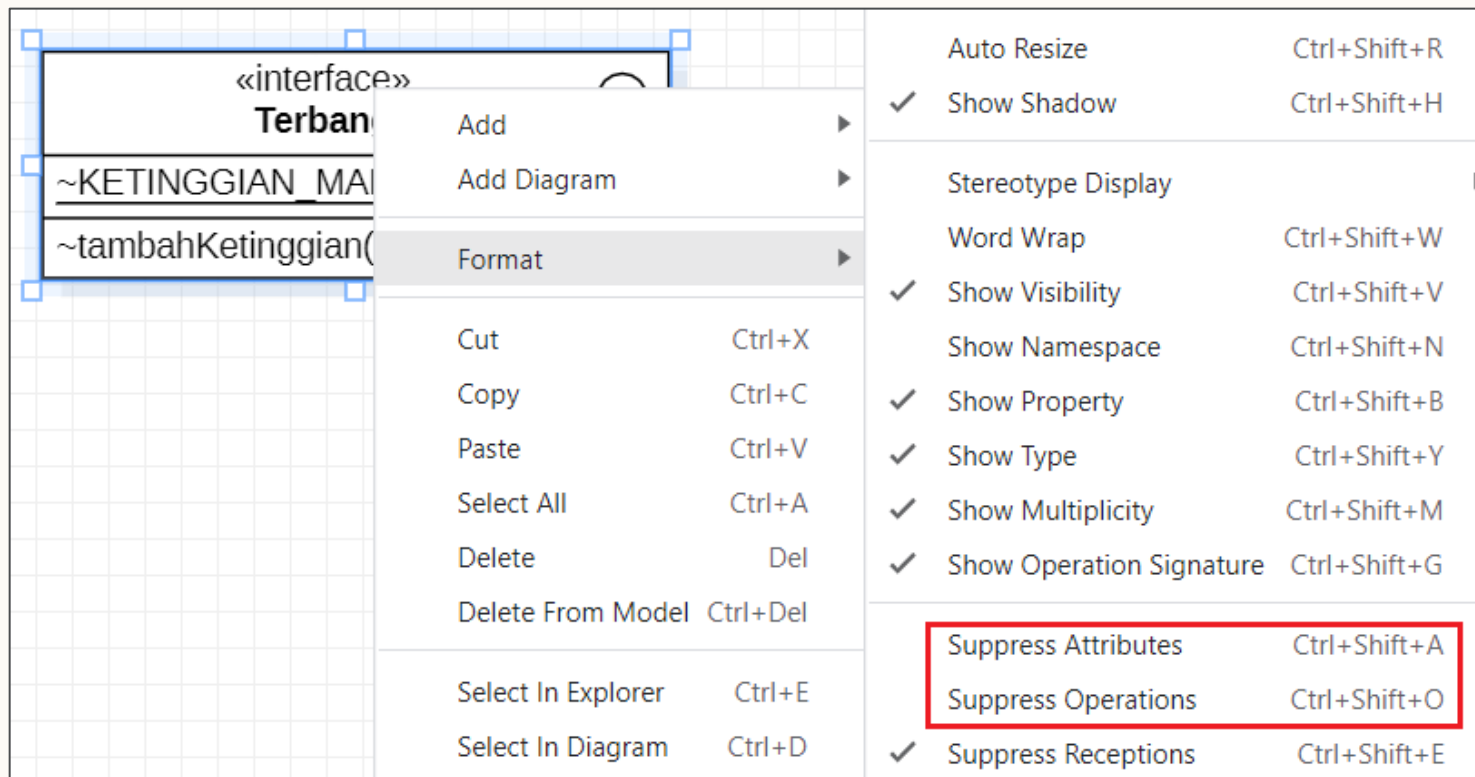 «interface»
Terban
~KETINGGIAN_MA
~tambahKetinggian(
Add
Add Diagram
Format
Cut Ctrl+X
Copy Ctrl+C
Paste Ctrl+V
Select All Ctrl+A
Delete Del
Delete From Model Ctrl+Del
Select In Explorer Ctrl+E
Select In Diagram Ctrl+D
Auto Resize Ctrl+Shift+R
Show Shadow Ctrl+Shift+H
Stereotype Display
Word Wrap Ctrl+Shift+W
Show Visibility Ctrl+Shift+V
Show Namespace Ctrl+Shift+N
Show Property Ctrl+Shift+B
Show Type Ctrl+Shift+Y
Show Multiplicity Ctrl+Shift+M
Show Operation Signature Ctrl+Shift+G
Suppress Attributes Ctrl+Shift+A
Suppress Operations Ctrl+Shift+O
Suppress Receptions Ctrl+Shift+E